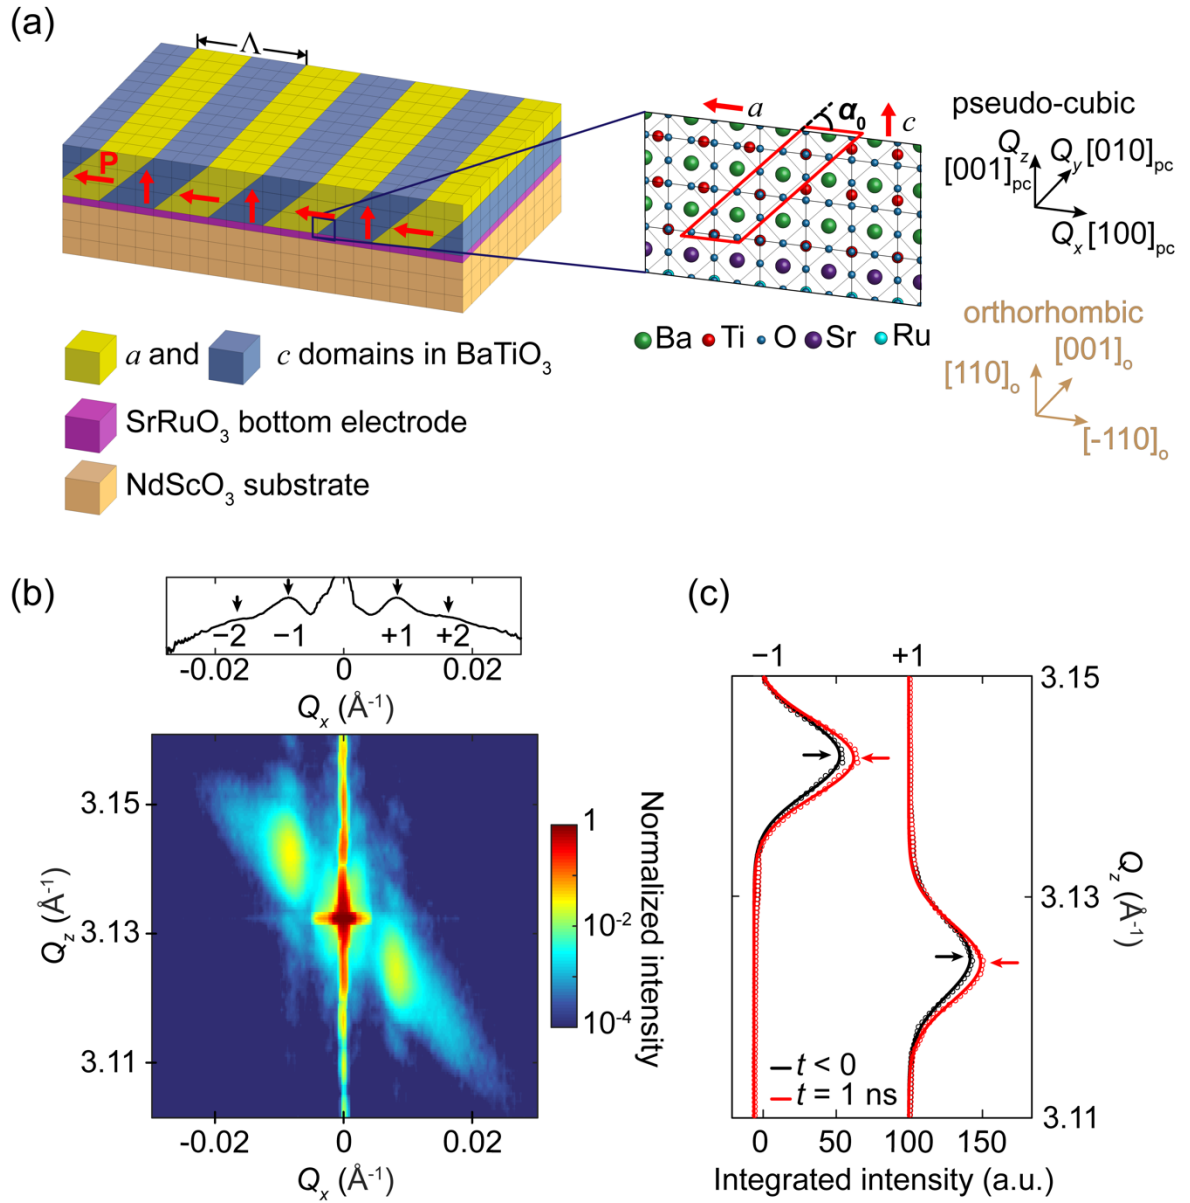 (a)
Λ
P
a
α₀
c
pseudo-cubic
Qz
[001]pc
Qy [010]pc
Qx [100]pc
orthorhombic
[001]o
[110]o
[-110]o
Ba Ti O Sr Ru
a and c domains in BaTiO₃
SrRuO₃ bottom electrode
NdScO₃ substrate
(b)
−2 −1 +1 +2
-0.02 0 0.02
Qx (Å⁻¹)
3.15
3.13
3.11
Qz (Å⁻¹)
-0.02 0 0.02
Qx (Å⁻¹)
1
10⁻²
10⁻⁴
Normalized intensity
(c)
−1 +1
3.15
3.13
3.11
Qz (Å⁻¹)
t < 0
t = 1 ns
0 50 100 150
Integrated intensity (a.u.)